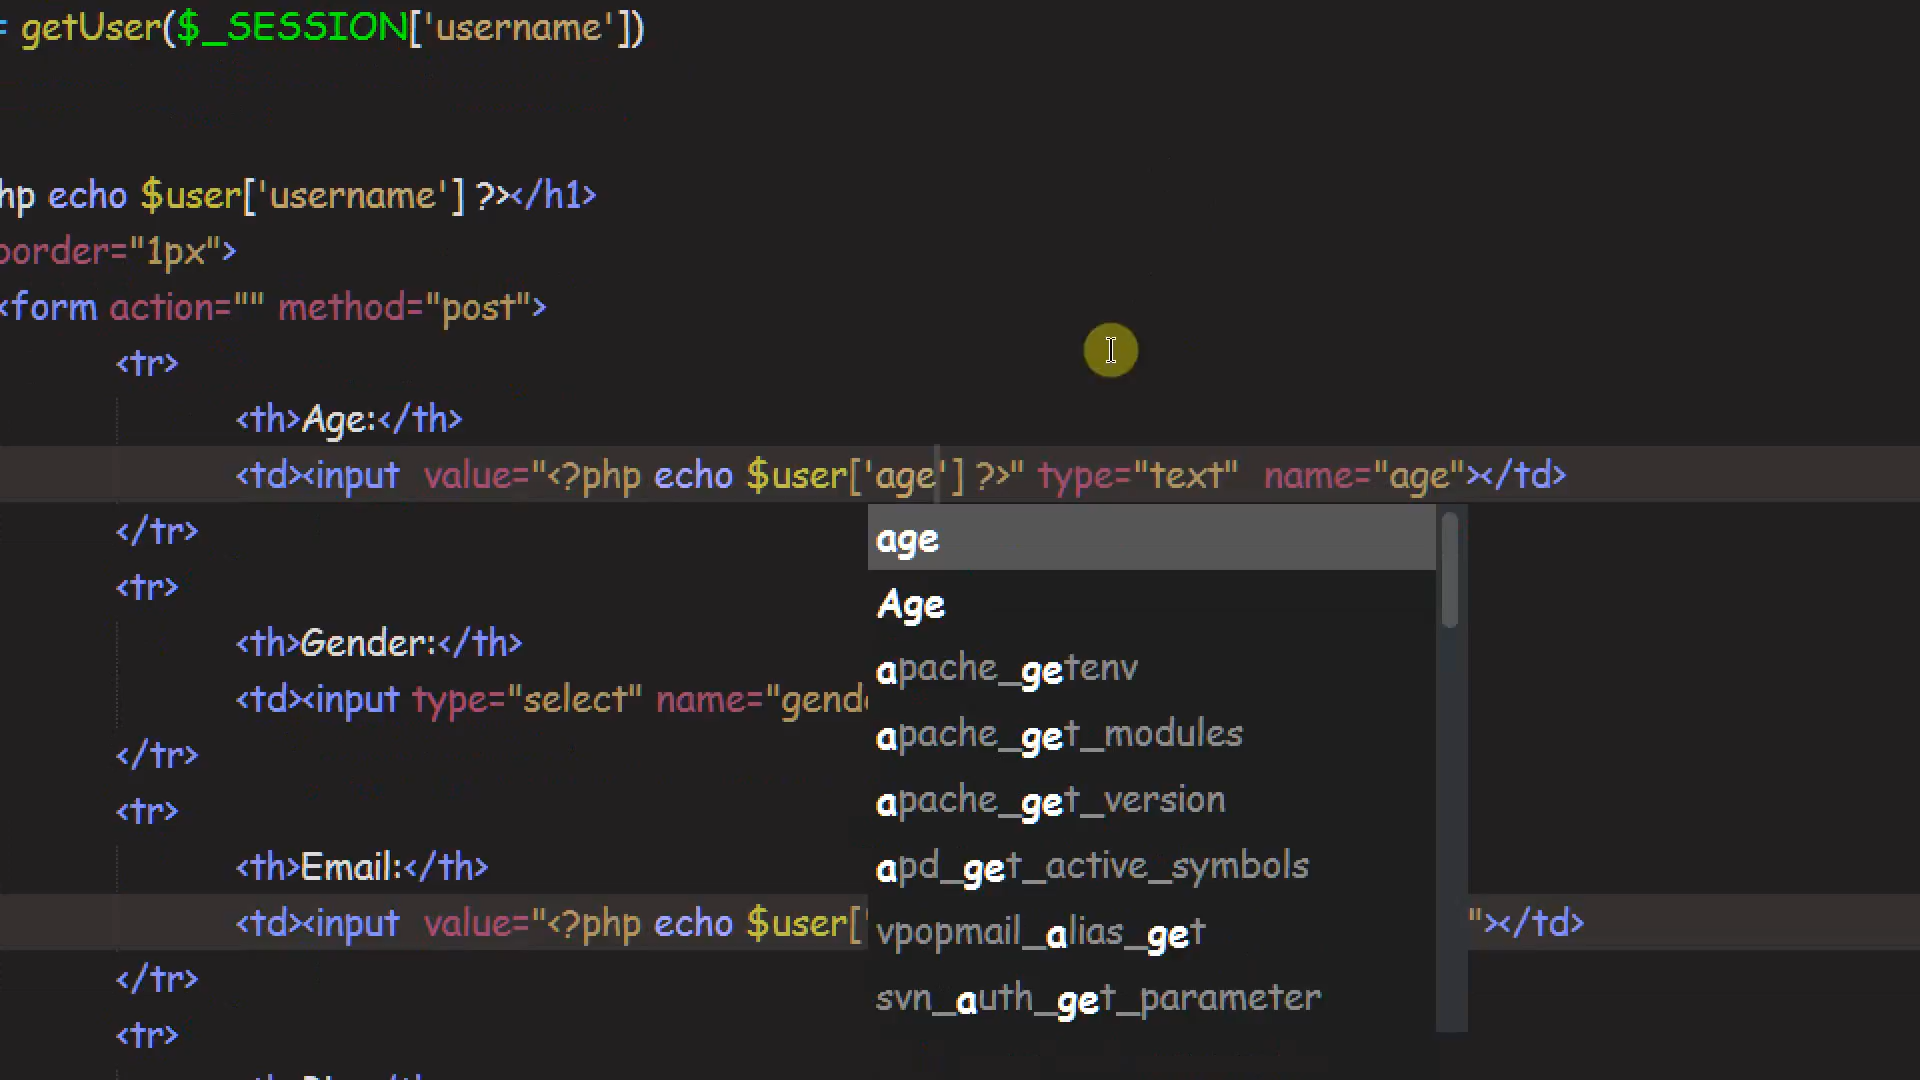 = getUser($_SESSION['username'])
hp echo $user['username'] ?></h1>
border="1px">
<form action="" method="post">
<tr>
<th>Age:</th>
<td><input  value="<?php echo $user['age'] ?>" type="text"  name="age"></td>
</tr>
<tr>
<th>Gender:</th>
<td><input type="select" name="gende
</tr>
<tr>
<th>Email:</th>
<td><input  value="<?php echo $user[' "></td>
</tr>
<tr>
age
Age
apache_getenv
apache_get_modules
apache_get_version
apd_get_active_symbols
vpopmail_alias_get
svn_auth_get_parameter